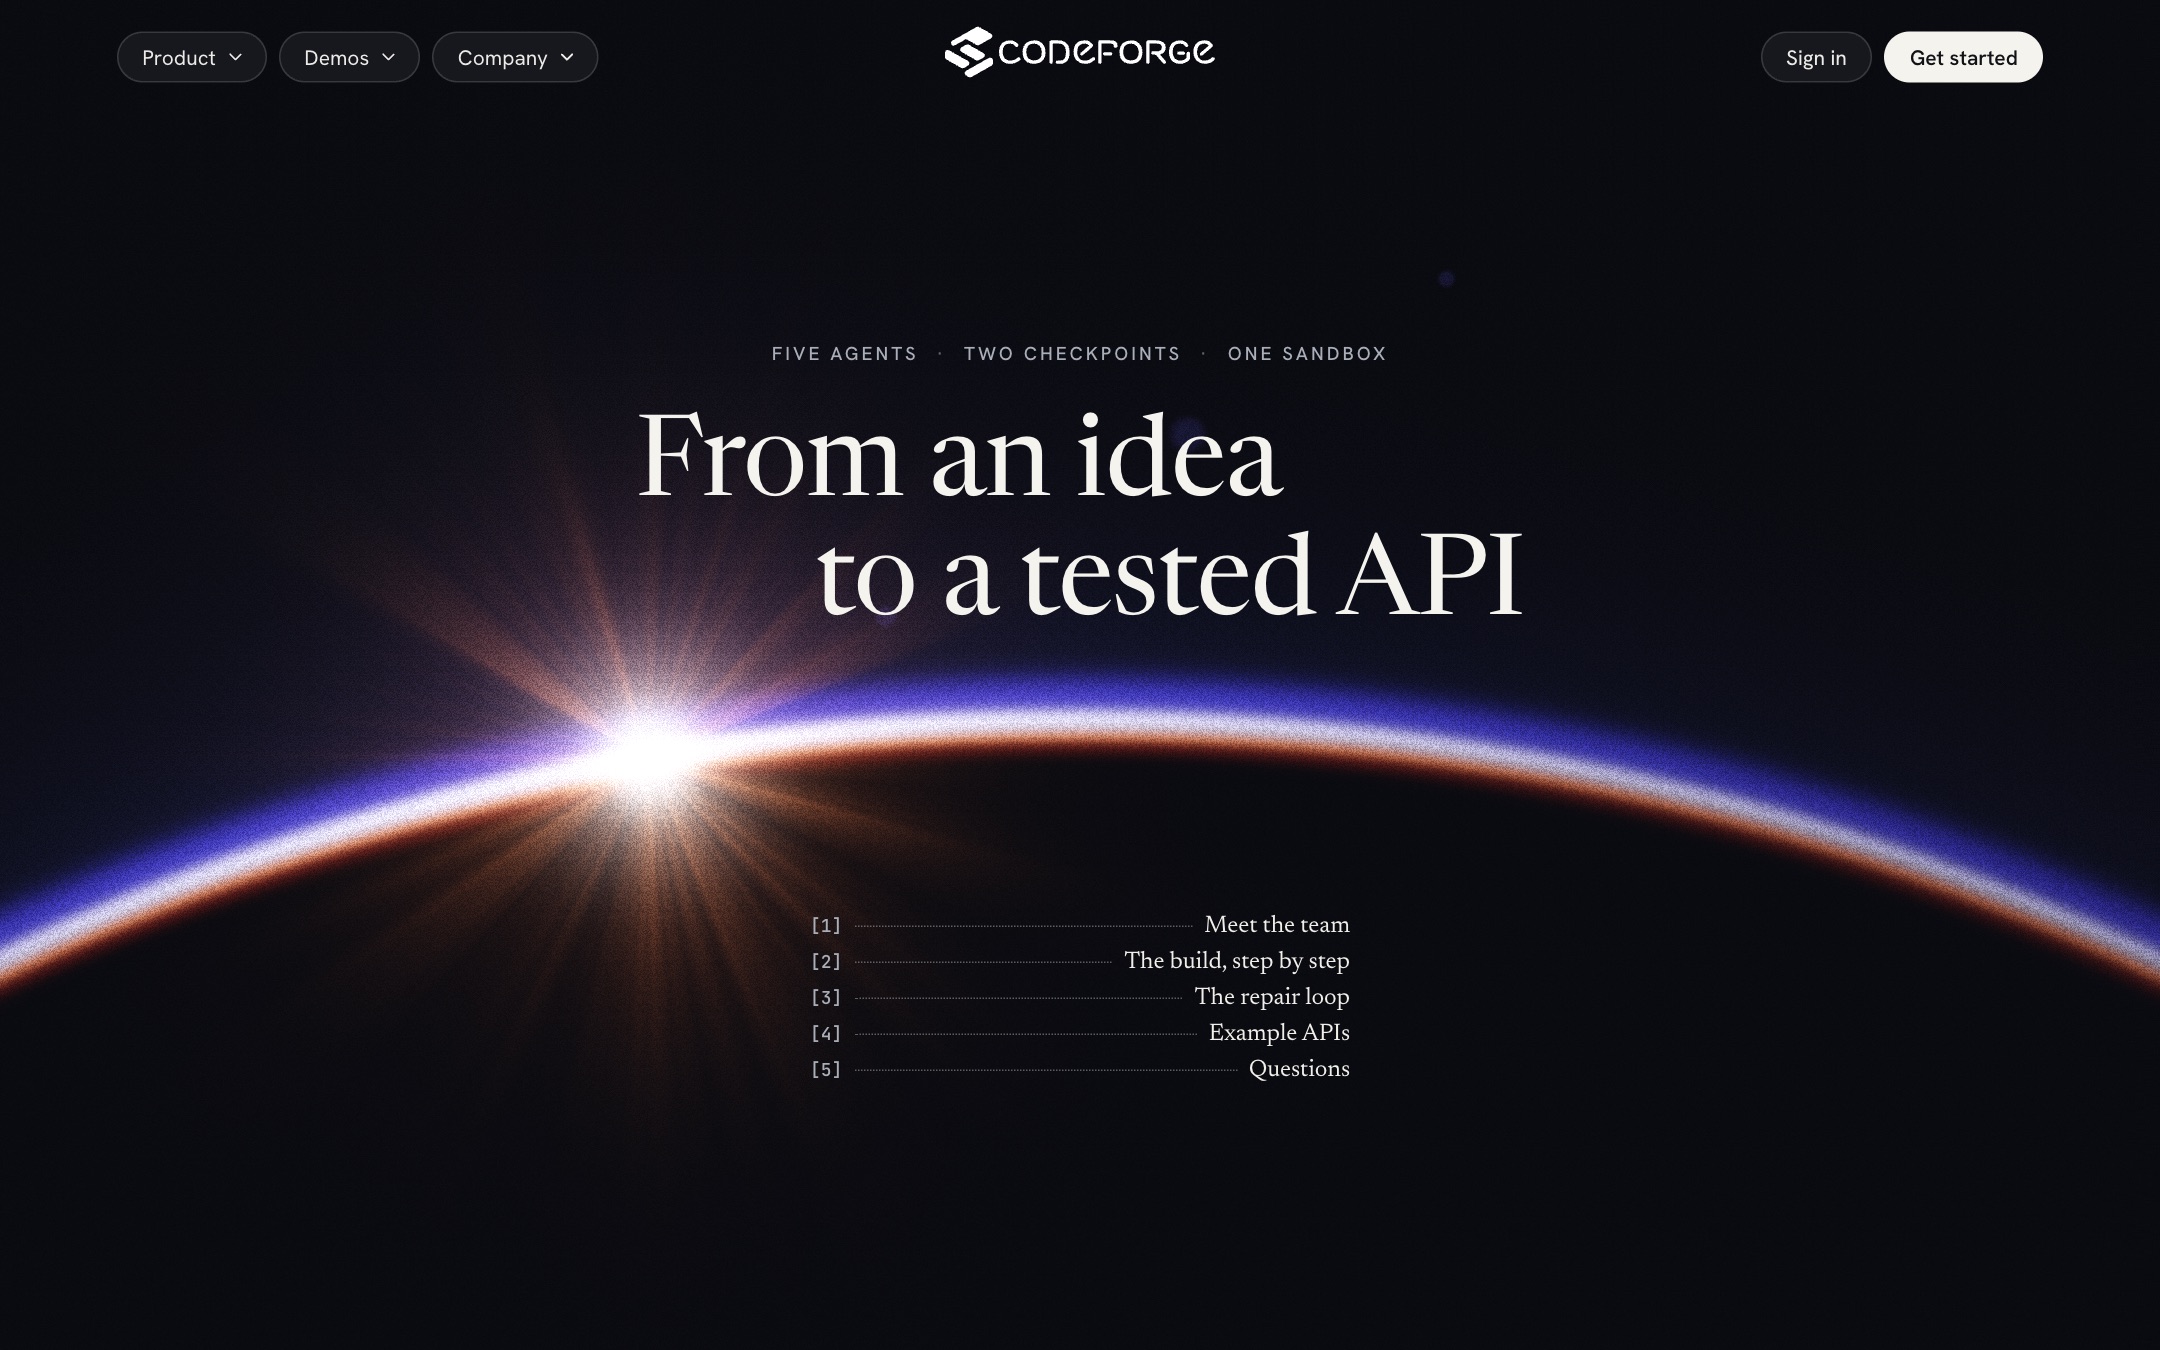 Product
Demos
Company
CODEFORGE
Sign in
Get started
FIVE AGENTS · TWO CHECKPOINTS · ONE SANDBOX
From an idea
to a tested API
[1] Meet the team
[2] The build, step by step
[3] The repair loop
[4] Example APIs
[5] Questions